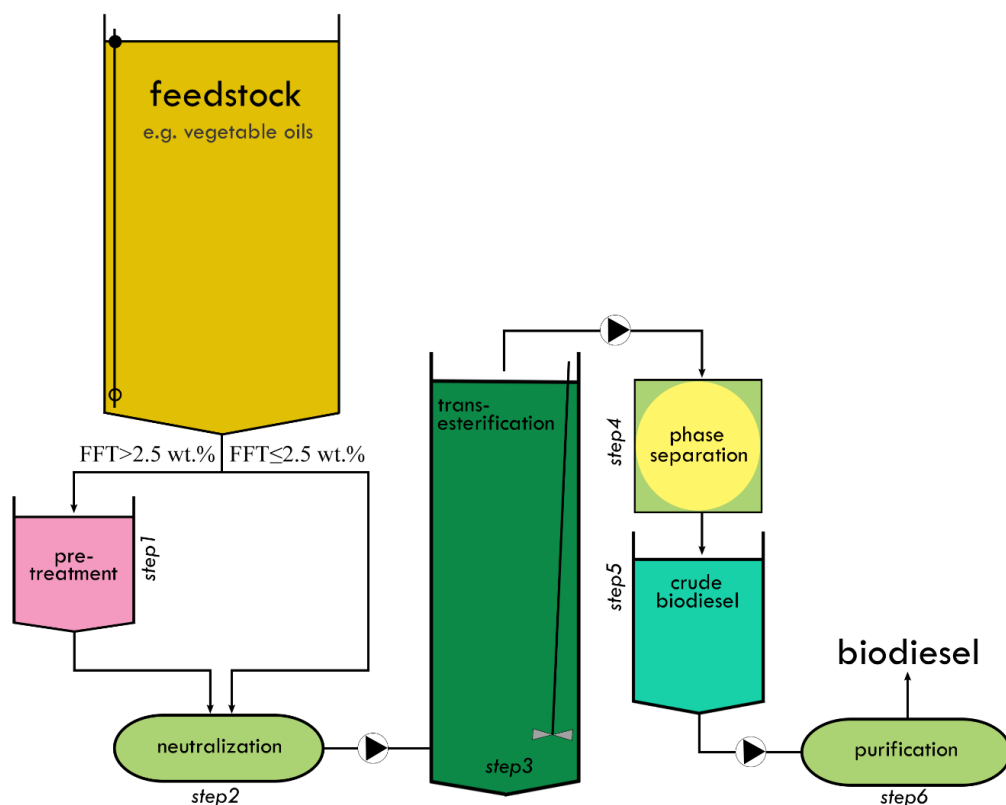 feedstock
e.g. vegetable oils
FFT>2.5 wt.%
FFT≤2.5 wt.%
pre-
treatment
step1
neutralization
step2
trans-
esterification
step3
step4
phase
separation
step5
crude
biodiesel
biodiesel
purification
step6